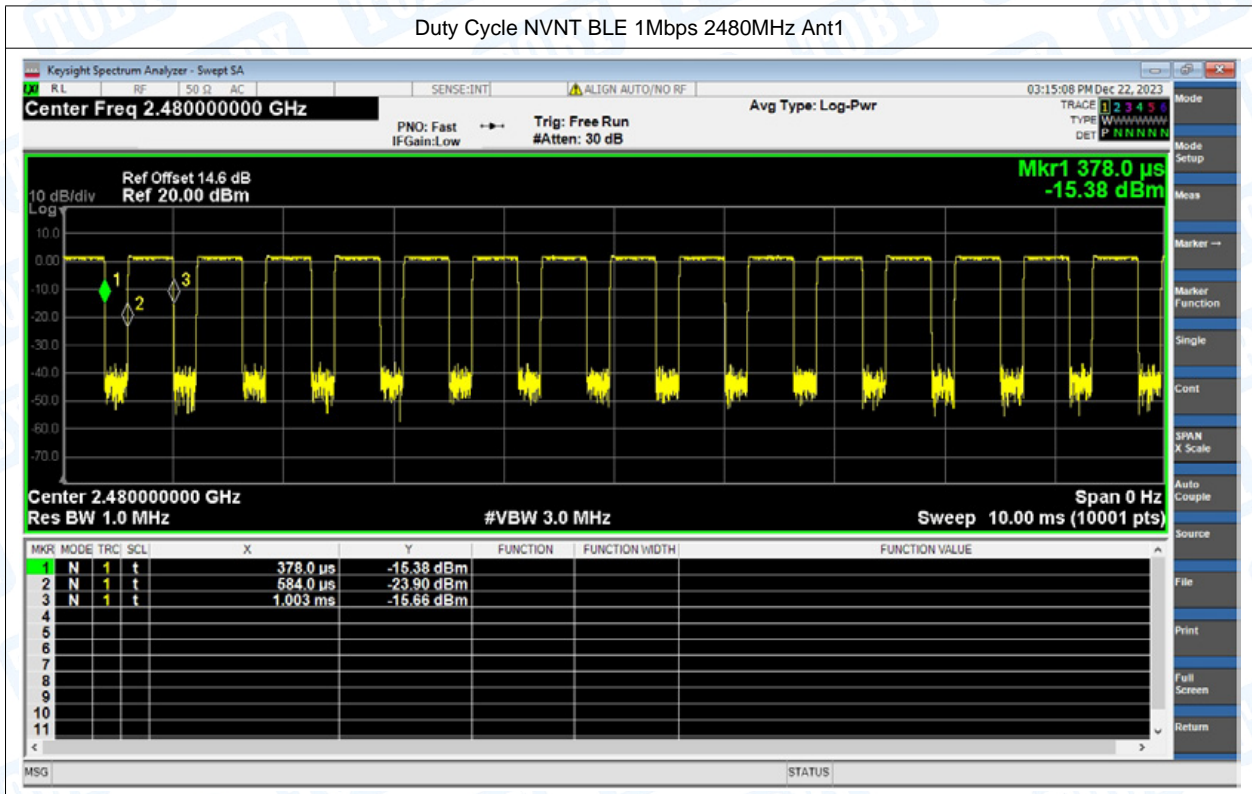 Duty Cycle NVNT BLE 1Mbps 2480MHz Ant1
Keysight Spectrum Analyzer - Swept SA
RL RF 50 Ω AC SENSE:INT ALIGN AUTO/NO RF 03:15:08 PM Dec 22, 2023
Center Freq 2.480000000 GHz
Avg Type: Log-Pwr
TRACE 1 2 3 4 5 6
TYPE WWWWWW
DET P N N N N N
PNO: Fast
IFGain:Low
Trig: Free Run
#Atten: 30 dB
Mkr1 378.0 µs
-15.38 dBm
Ref Offset 14.6 dB
10 dB/div Ref 20.00 dBm
Log
10.0
0.00
-10.0
-20.0
-30.0
-40.0
-50.0
-60.0
-70.0
1
2
3
Center 2.480000000 GHz Span 0 Hz
Res BW 1.0 MHz #VBW 3.0 MHz Sweep 10.00 ms (10001 pts)
MKR MODE TRC SCL X Y FUNCTION FUNCTION WIDTH FUNCTION VALUE
1 N 1 t 378.0 µs -15.38 dBm
2 N 1 t 584.0 µs -23.90 dBm
3 N 1 t 1.003 ms -15.66 dBm
4
5
6
7
8
9
10
11
MSG STATUS
Mode
Mode Setup
Meas
Marker →
Marker Function
Single
Cont
SPAN X Scale
Auto Couple
Source
File
Print
Full Screen
Return
TOBY